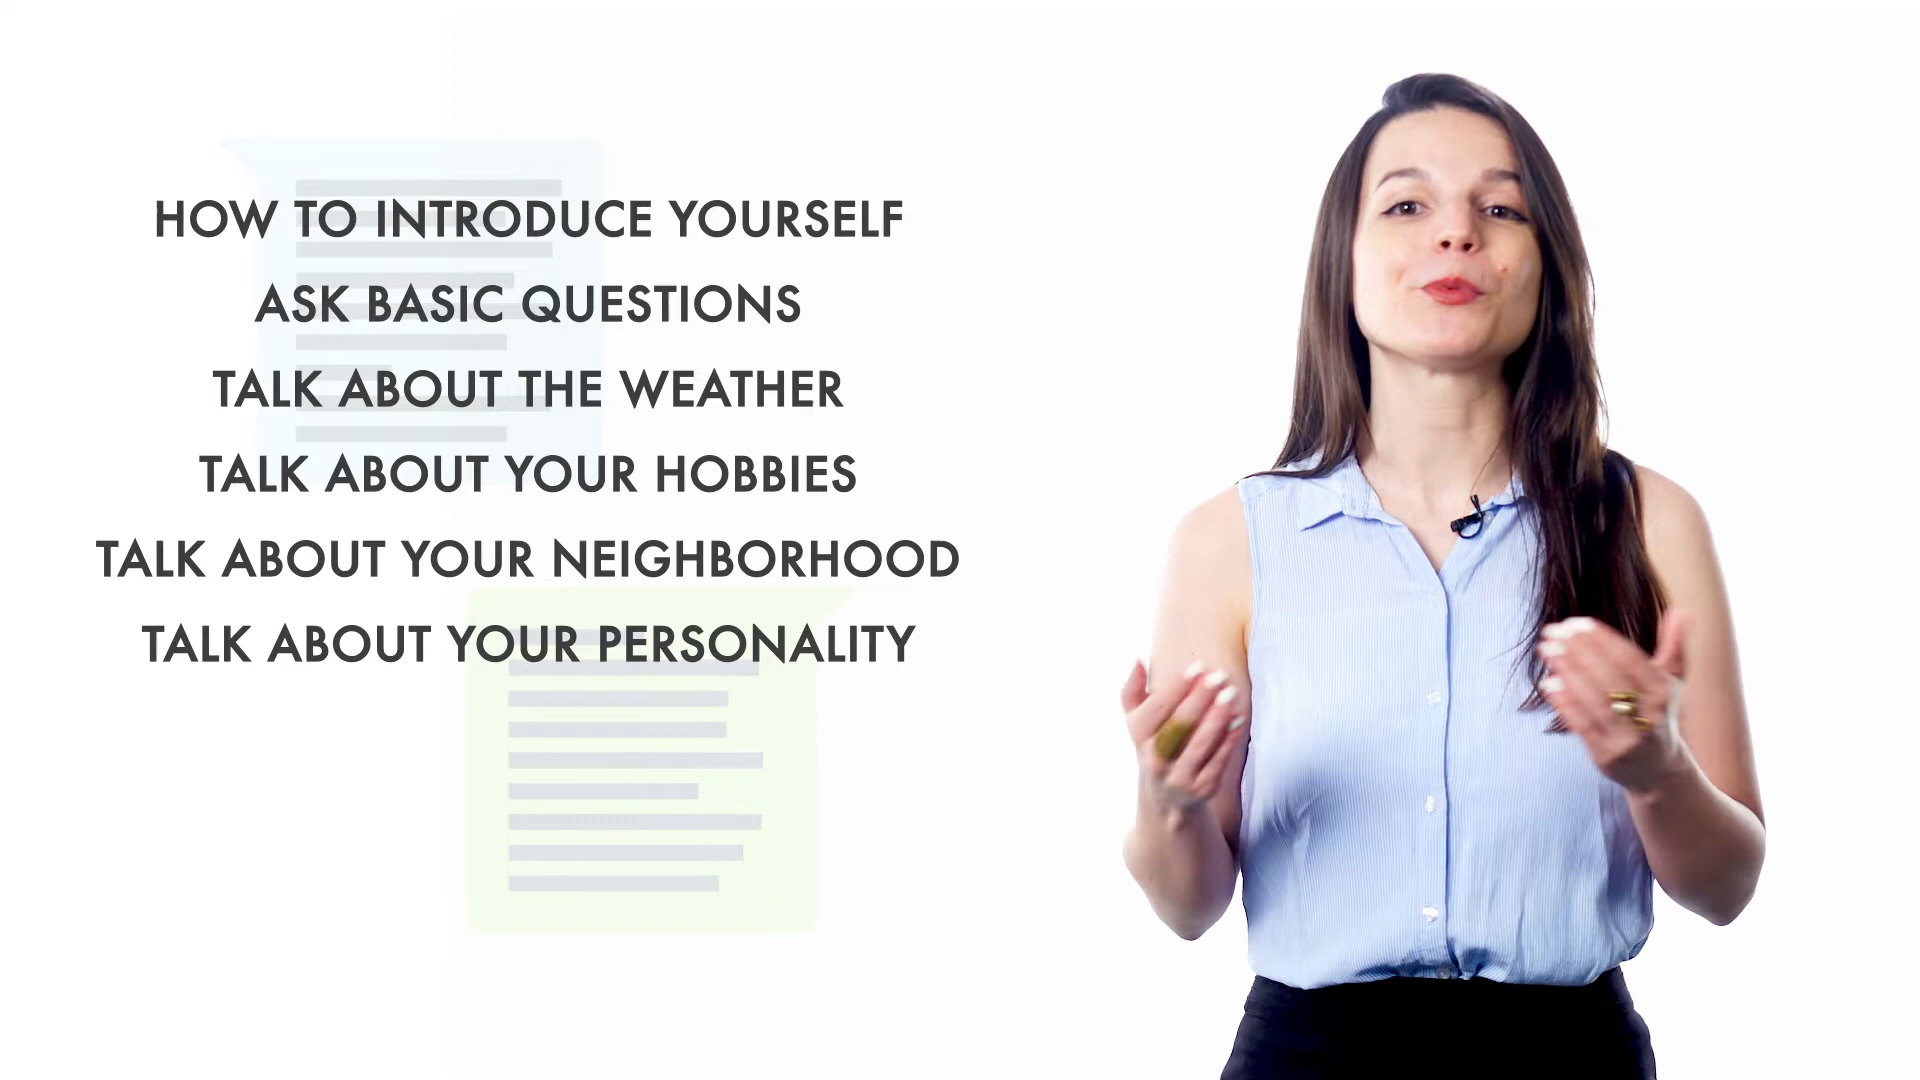 HOW TO INTRODUCE YOURSELF
ASK BASIC QUESTIONS
TALK ABOUT THE WEATHER
TALK ABOUT YOUR HOBBIES
TALK ABOUT YOUR NEIGHBORHOOD
TALK ABOUT YOUR PERSONALITY